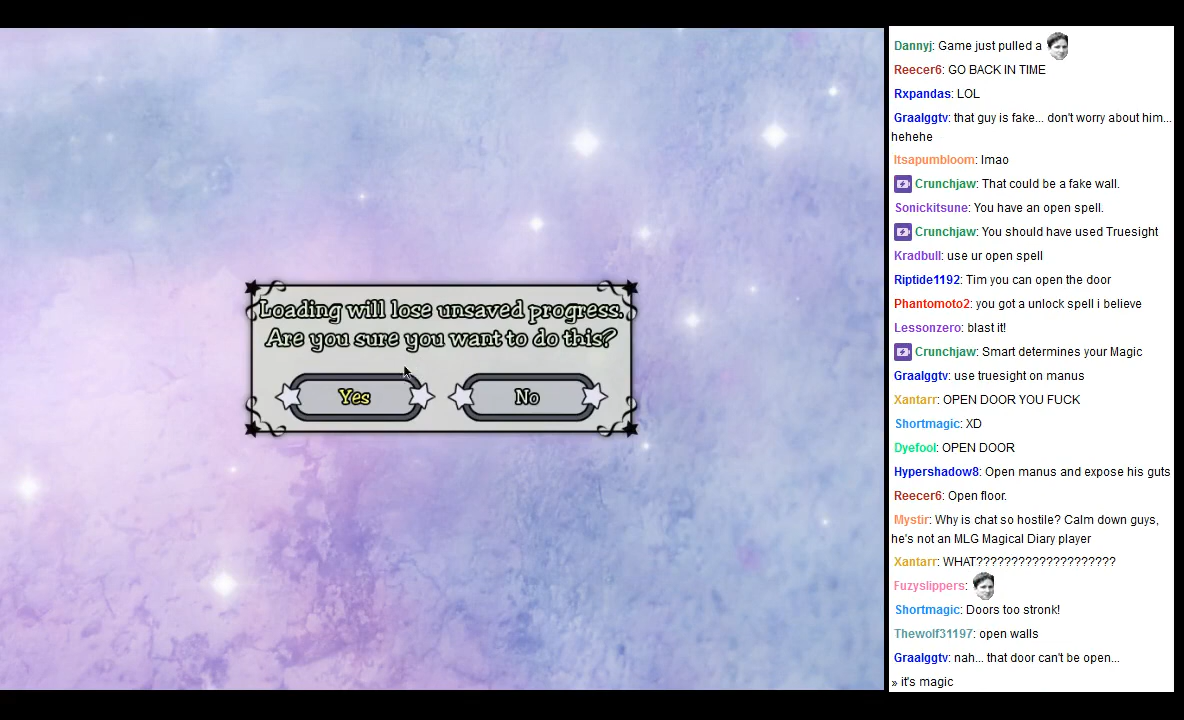 Loading will lose unsaved progress.
Are you sure you want to do this?
Yes
No
Dannyj: Game just pulled a
Reecer6: GO BACK IN TIME
Rxpandas: LOL
Graalggtv: that guy is fake... don't worry about him...
hehehe
Itsapumbloom: lmao
Crunchjaw: That could be a fake wall.
Sonickitsune: You have an open spell.
Crunchjaw: You should have used Truesight
Kradbull: use ur open spell
Riptide1192: Tim you can open the door
Phantomoto2: you got a unlock spell i believe
Lessonzero: blast it!
Crunchjaw: Smart determines your Magic
Graalggtv: use truesight on manus
Xantarr: OPEN DOOR YOU FUCK
Shortmagic: XD
Dyefool: OPEN DOOR
Hypershadow8: Open manus and expose his guts
Reecer6: Open floor.
Mystir: Why is chat so hostile? Calm down guys,
he's not an MLG Magical Diary player
Xantarr: WHAT????????????????????
Fuzyslippers:
Shortmagic: Doors too stronk!
Thewolf31197: open walls
Graalggtv: nah... that door can't be open...
» it's magic